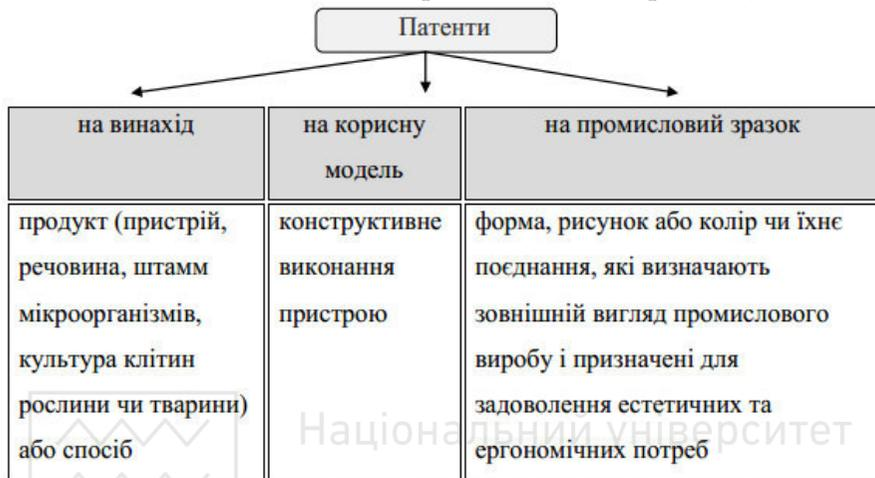 Патенти
на винахід
на корисну
модель
на промисловий зразок
продукт (пристрій,
речовина, штамм
мікроорганізмів,
культура клітин
рослини чи тварини)
або спосіб
конструктивне
виконання
пристрою
форма, рисунок або колір чи їхнє
поєднання, які визначають
зовнішній вигляд промислового
виробу і призначені для
задоволення естетичних та
ергономічних потреб
Національний університет